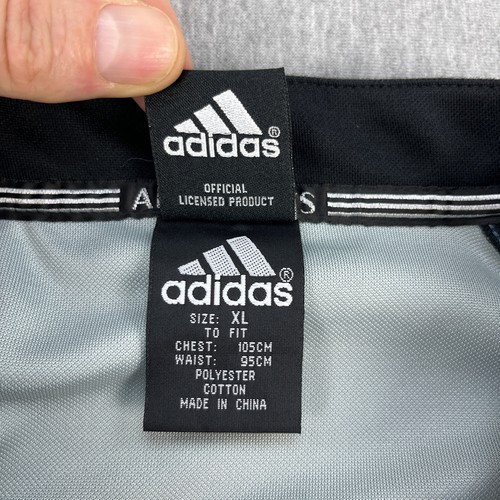 adidas®
OFFICIAL
LICENSED PRODUCT
A S
adidas®
SIZE: XL
TO FIT
CHEST: 105CM
WAIST: 95CM
POLYESTER
COTTON
MADE IN CHINA